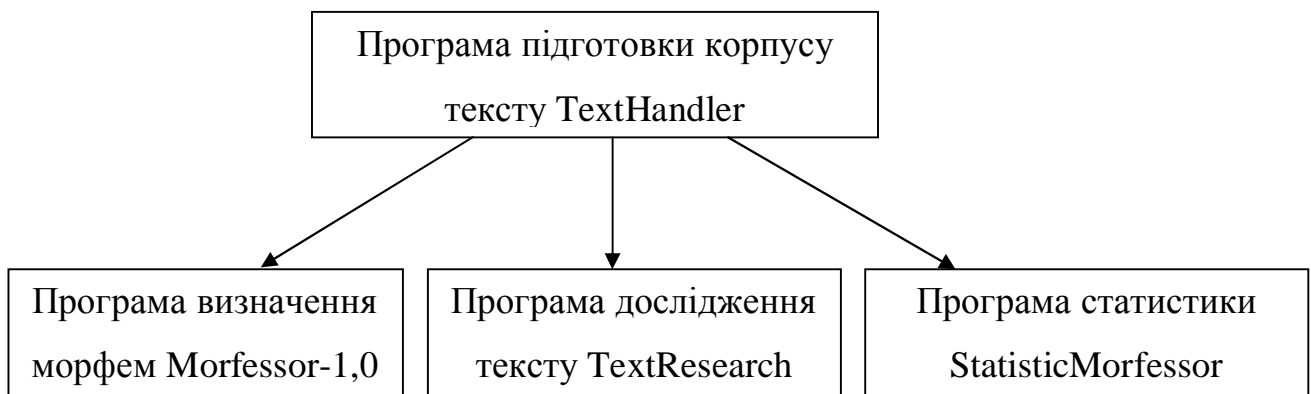 Програма підготовки корпусу
тексту TextHandler
Програма визначення
морфем Morfessor-1,0
Програма дослідження
тексту TextResearch
Програма статистики
StatisticMorfessor